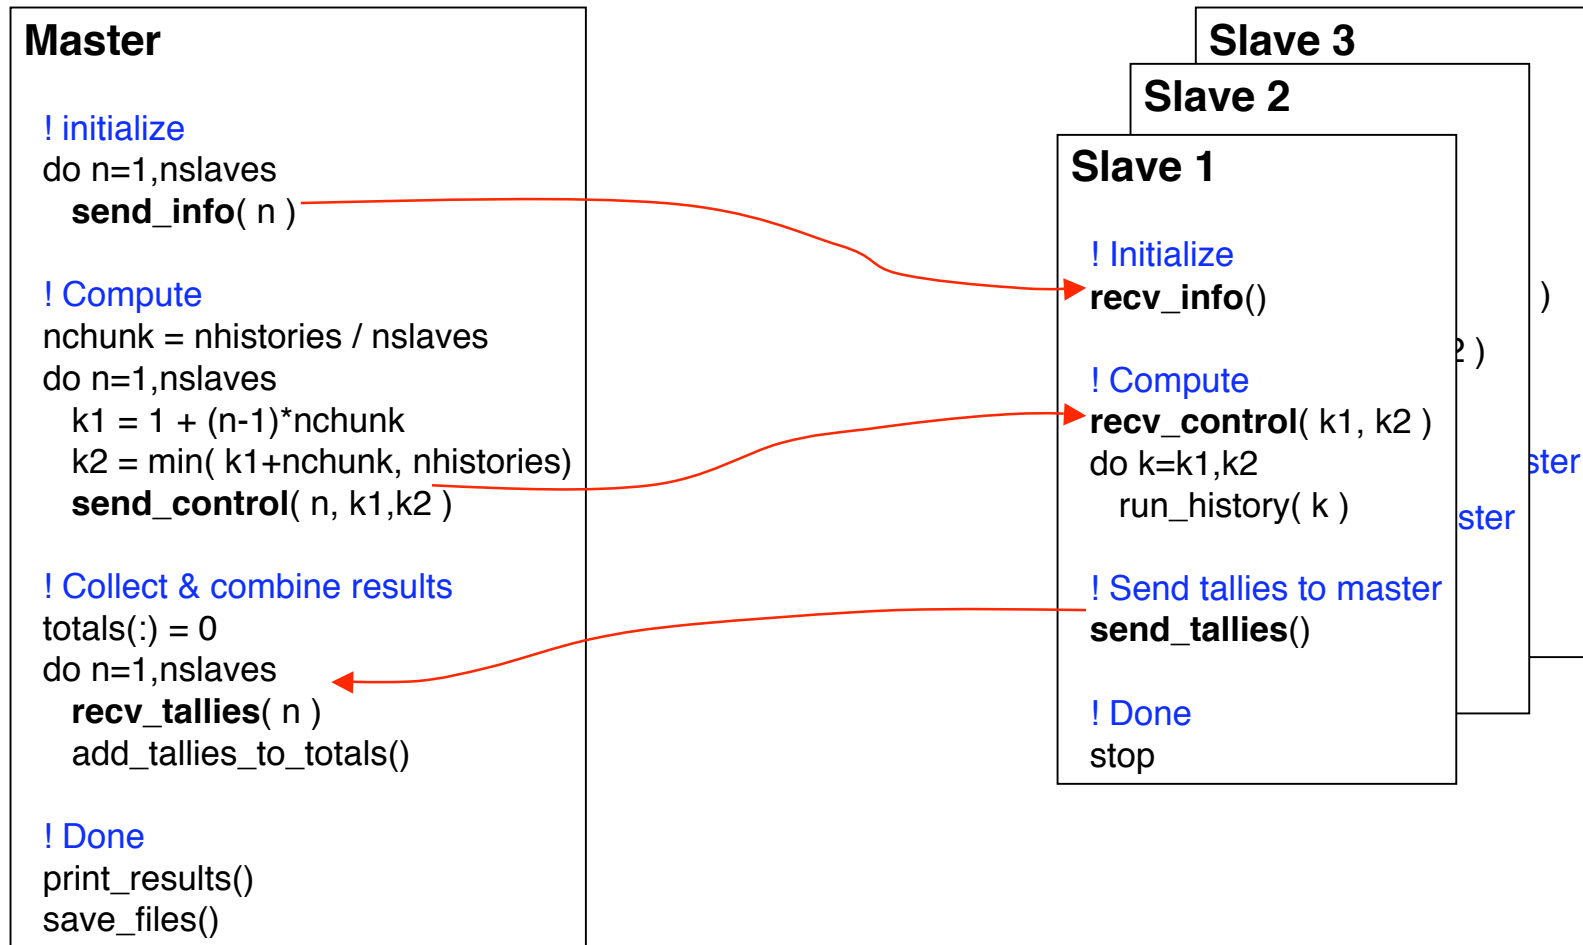 Master
! initialize
do n=1,nslaves
send_info( n )
! Compute
nchunk = nhistories / nslaves
do n=1,nslaves
k1 = 1 + (n-1)*nchunk
k2 = min( k1+nchunk, nhistories)
send_control( n, k1,k2 )
! Collect & combine results
totals(:) = 0
do n=1,nslaves
recv_tallies( n )
add_tallies_to_totals()
! Done
print_results()
save_files()
Slave 3
)
ster
Slave 2
2 )
ster
Slave 1
! Initialize
recv_info()
! Compute
recv_control( k1, k2 )
do k=k1,k2
run_history( k )
! Send tallies to master
send_tallies()
! Done
stop